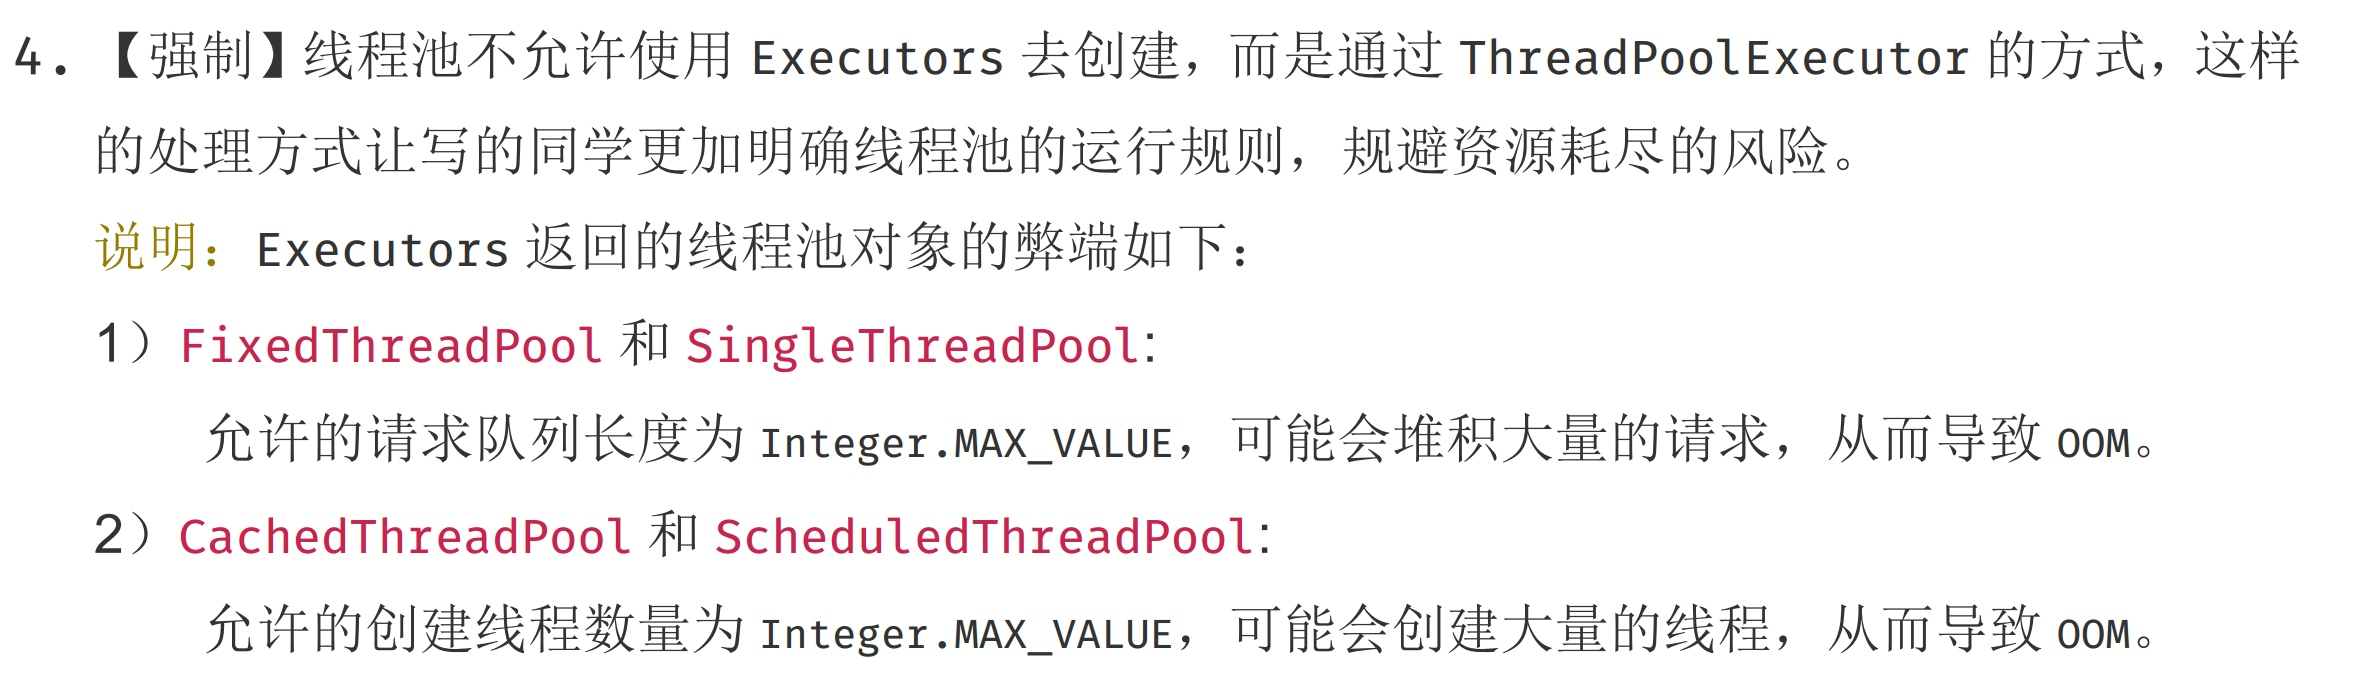 4. 【强制】线程池不允许使用 Executors 去创建，而是通过 ThreadPoolExecutor 的方式，这样
的处理方式让写的同学更加明确线程池的运行规则，规避资源耗尽的风险。
说明：Executors 返回的线程池对象的弊端如下：
1）FixedThreadPool 和 SingleThreadPool:
允许的请求队列长度为 Integer.MAX_VALUE，可能会堆积大量的请求，从而导致 OOM。
2）CachedThreadPool 和 ScheduledThreadPool:
允许的创建线程数量为 Integer.MAX_VALUE，可能会创建大量的线程，从而导致 OOM。